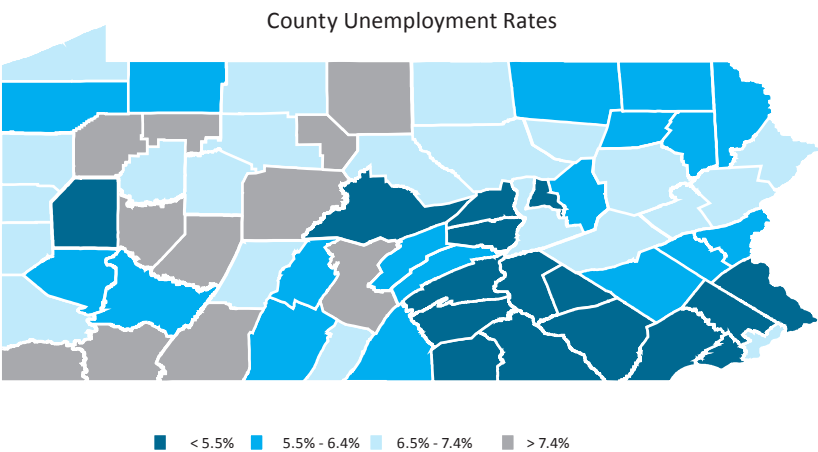 County Unemployment Rates
< 5.5% 5.5% - 6.4% 6.5% - 7.4% > 7.4%